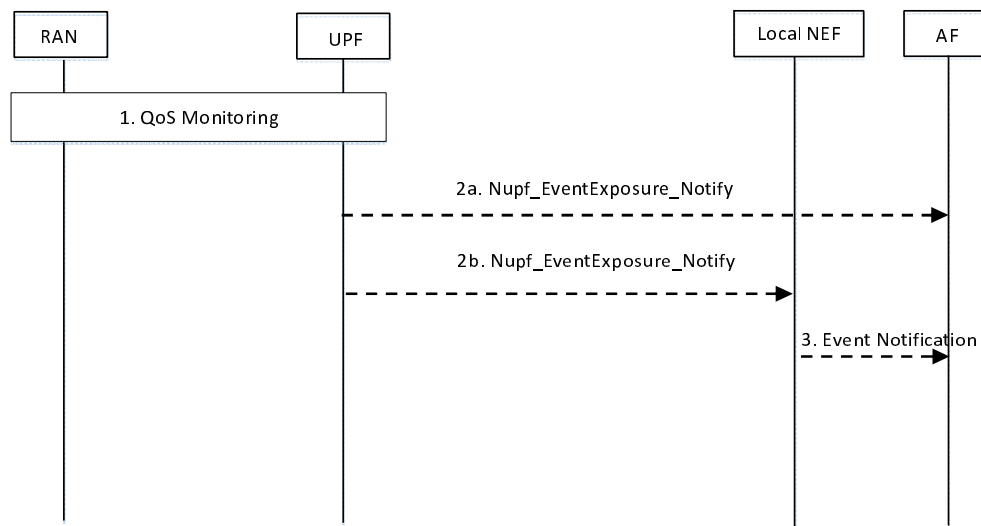 RAN
UPF
Local NEF
AF
1. QoS Monitoring
2a. Nupf_EventExposure_Notify
2b. Nupf_EventExposure_Notify
3. Event Notification